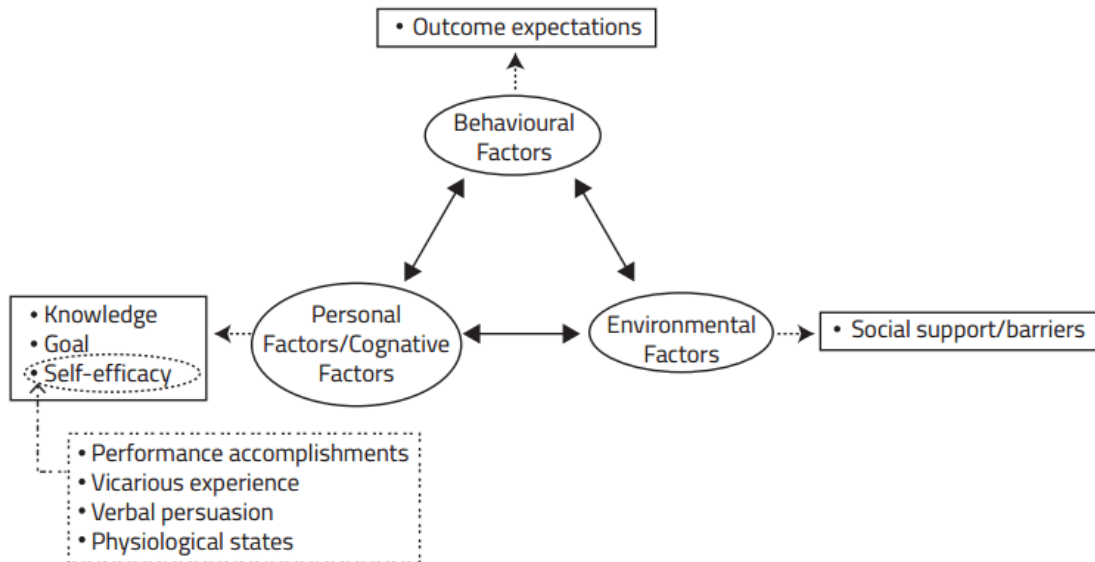 • Outcome expectations
Behavioural
Factors
• Knowledge
• Goal
• Self-efficacy
Personal
Factors/Cognative
Factors
Environmental
Factors
• Social support/barriers
• Performance accomplishments
• Vicarious experience
• Verbal persuasion
• Physiological states